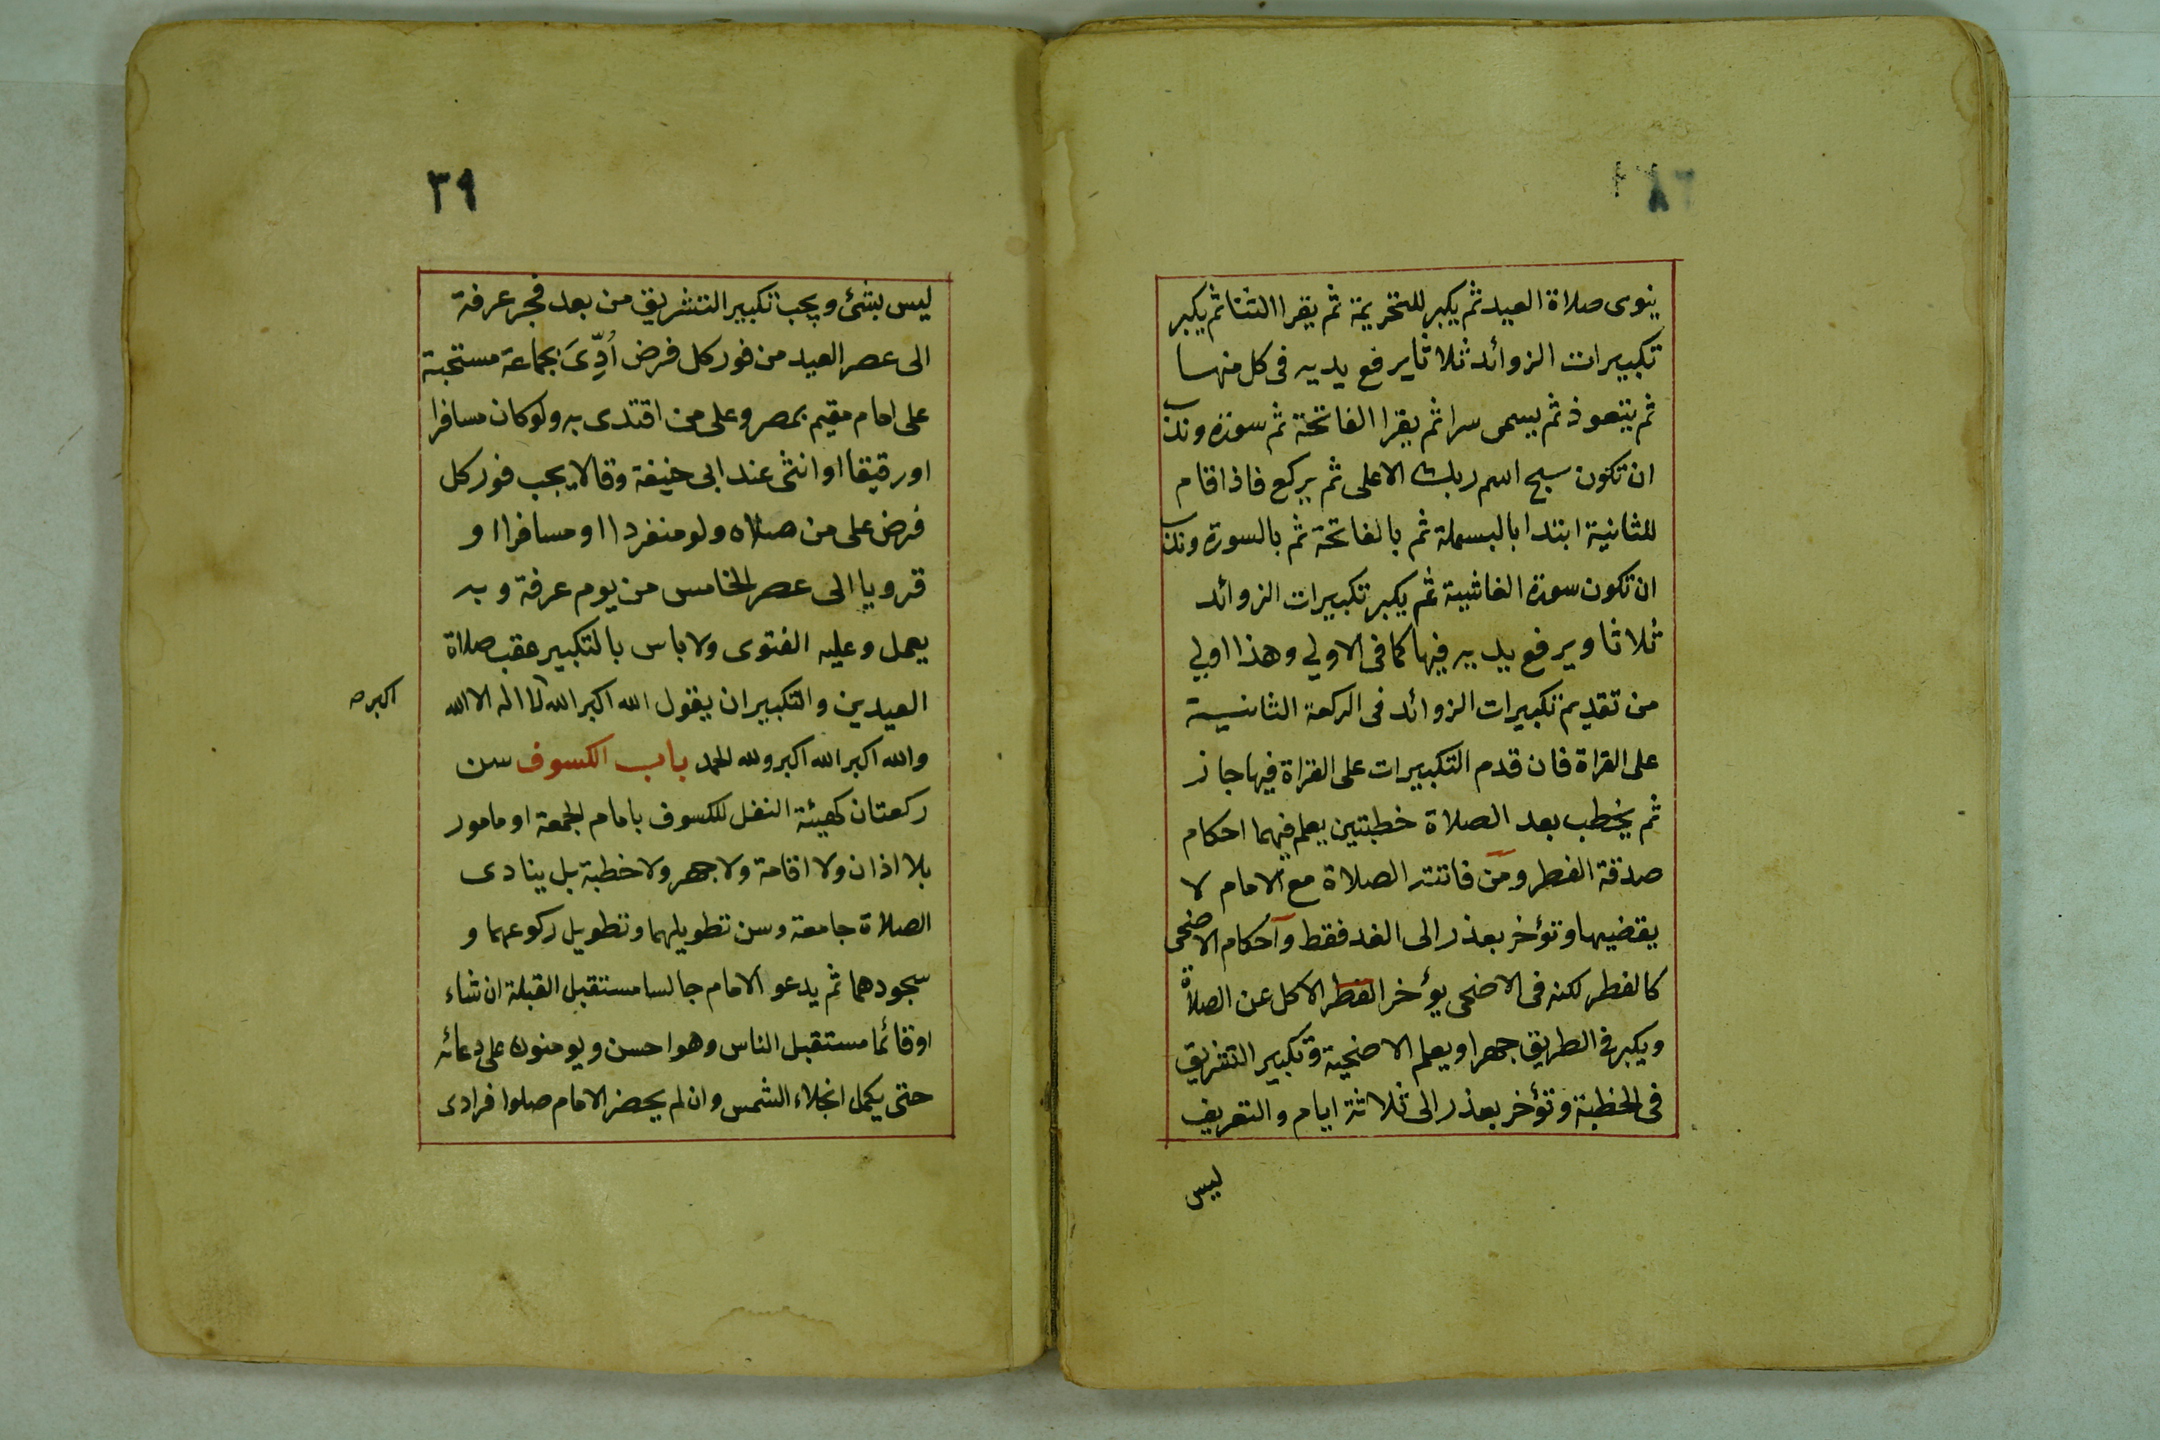 ينوى صلاة العيد ثم يكبر للتحريمة ثم يقرا الثنا ثم يكبر
تكبيرات الزوائد ثلاثا يرفع يديه فى كل منها
ثم يتعوذ ثم يسمى سرا ثم يقرا الفاتحة ثم سورة وندب
ان تكون سبح اسم ربك الاعلى ثم يركع فاذا قام
للثانية ابتدا بالبسملة ثم بالفاتحة ثم بالسورة وندب
ان تكون سورة الغاشية ثم يكبر تكبيرات الزوائد
ثلاثا ويرفع يديه فيها كما فى الاولي وهذا اولي
من تقديم تكبيرات الزوائد فى الركعة الثانية
على القراة فان قدم التكبيرات على القراة فيها جاز
ثم يخطب بعد الصلاة خطبتين يعلم فيهما احكام
صدقة الفطر ومن فاتته الصلاة مع الامام لا
يقضيها وتؤخر بعذر الى الغد فقط واحكام الاضحى
كالفطر لكنه فى الاضحى يؤخر الفطر الاكل عن الصلاة
ويكبر فى الطريق جهرا ويعلم الاضحية وتكبير التشريق
فى الخطبة وتؤخر بعذر الى ثلاثة ايام والتعريف
ليس
٣٩
ليس بشئ ويجب تكبير التشريق من بعد فجر عرفة
الى عصر العيد من فور كل فرض اُدِّىَ بجماعة مستحبة
على امام مقيم بمصر وعلى من اقتدى به ولو كان مسافرا
او رقيقا او انثى عند ابى حنيفة وقالا يجب فور كل
فرض على من صلاه ولو منفردا او مسافرا او
قرويا الى عصر الخامس من يوم عرفة وبه
يعمل وعليه الفتوى ولا باس بالتكبير عقب صلاة
العيدين والتكبير ان يقول الله اكبر الله لا اله الا الله
اكبر صح
والله اكبر الله اكبر ولله الحمد باب الكسوف سن
ركعتان كهيئة النفل للكسوف بامام الجمعة او مامور
بلا اذان ولا اقامة ولا جهر ولا خطبة بل ينادى
الصلاة جامعة وسن تطويلهما وتطويل ركوعهما و
سجودهما ثم يدعو الامام جالسا مستقبل القبلة ان شاء
او قائما مستقبل الناس وهو احسن ويومنون على دعائه
حتى يكمل انجلاء الشمس وان لم يحضر الامام صلوا فرادى